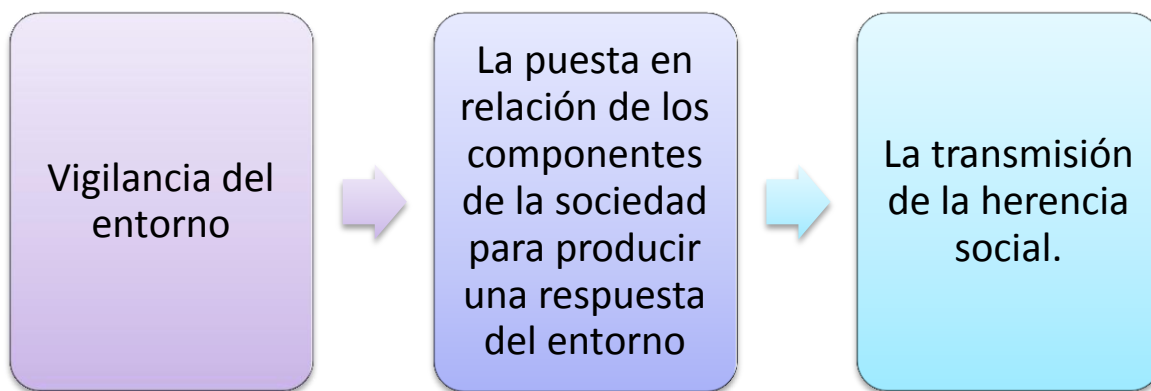 Vigilancia del
entorno
La puesta en
relación de los
componentes
de la sociedad
para producir
una respuesta
del entorno
La transmisión
de la herencia
social.